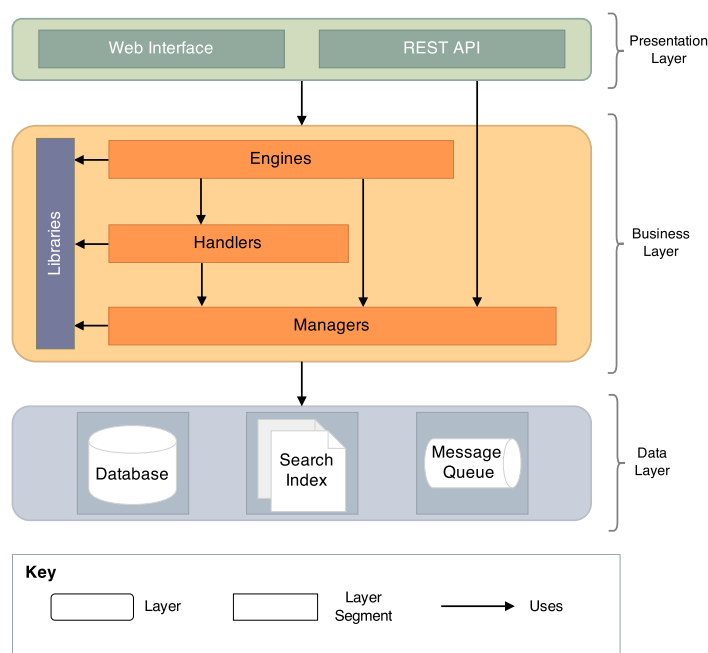 Web Interface
REST API
Presentation
Layer
Engines
Libraries
Handlers
Business
Layer
Managers
Database
Search
Index
Message
Queue
Data
Layer
Key
Layer
Layer
Segment
Uses